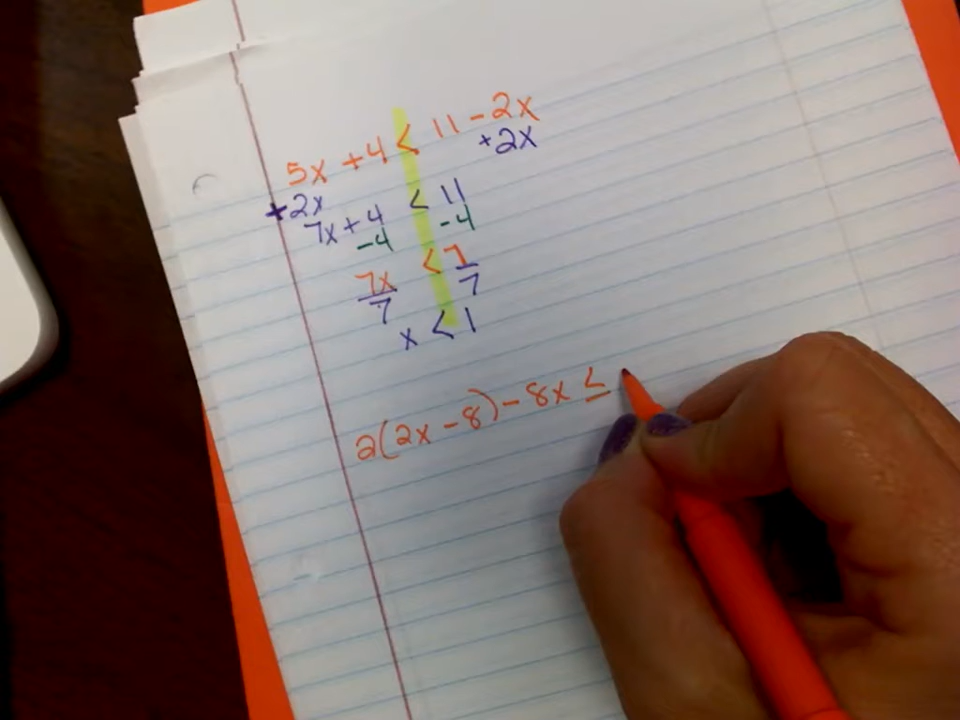 5x + 4 < 11 - 2x
+2x +2x
7x + 4 < 11
-4 -4
7x < 7
7 7
x < 1
2(2x - 8) - 8x ≤